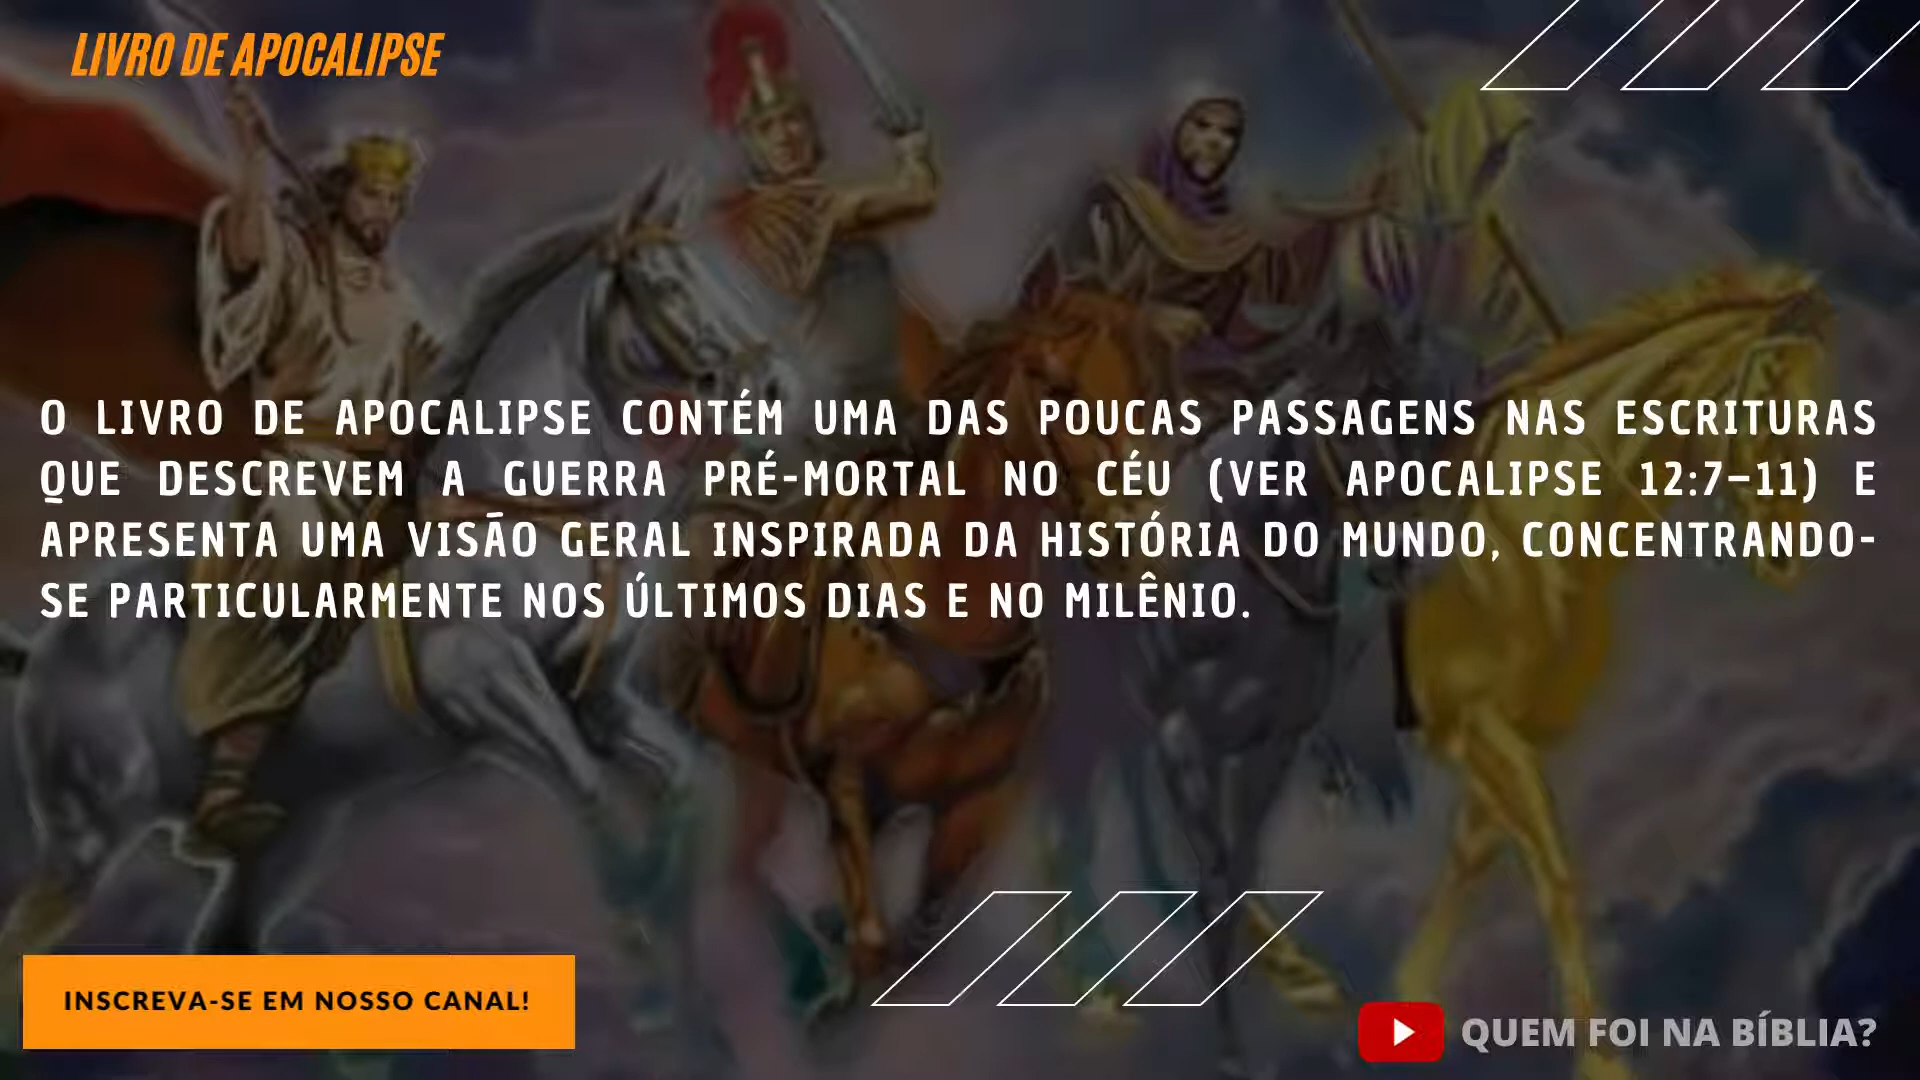 LIVRO DE APOCALIPSE
O LIVRO DE APOCALIPSE CONTÉM UMA DAS POUCAS PASSAGENS NAS ESCRITURAS
QUE DESCREVEM A GUERRA PRÉ-MORTAL NO CÉU (VER APOCALIPSE 12:7–11) E
APRESENTA UMA VISÃO GERAL INSPIRADA DA HISTÓRIA DO MUNDO, CONCENTRANDO-
SE PARTICULARMENTE NOS ÚLTIMOS DIAS E NO MILÊNIO.
INSCREVA-SE EM NOSSO CANAL!
QUEM FOI NA BÍBLIA?